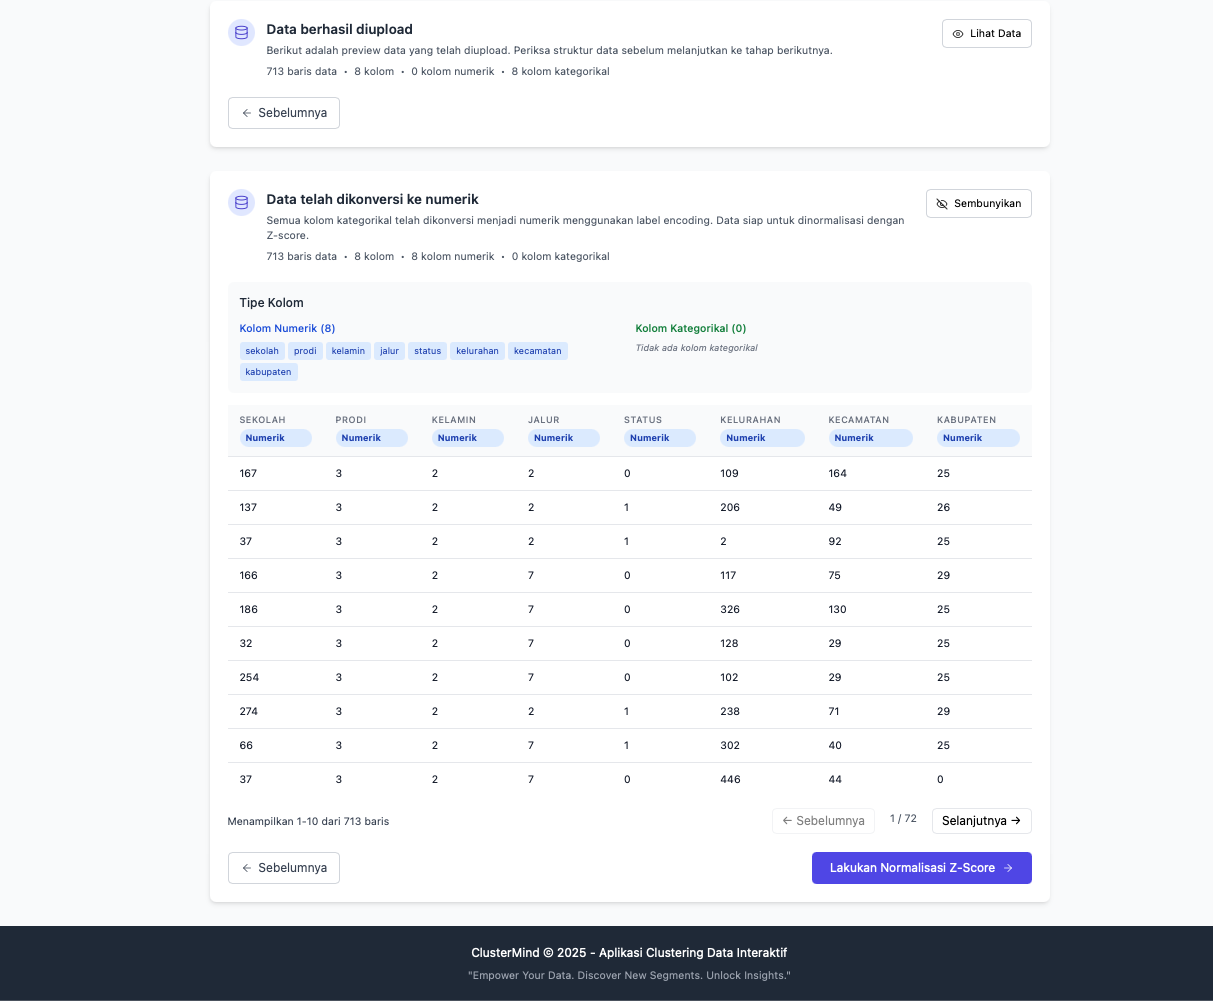 Data berhasil diupload
Lihat Data
Berikut adalah preview data yang telah diupload. Periksa struktur data sebelum melanjutkan ke tahap berikutnya.
713 baris data • 8 kolom • 0 kolom numerik • 8 kolom kategorikal
← Sebelumnya
Data telah dikonversi ke numerik
Sembunyikan
Semua kolom kategorikal telah dikonversi menjadi numerik menggunakan label encoding. Data siap untuk dinormalisasi dengan
Z-score.
713 baris data • 8 kolom • 8 kolom numerik • 0 kolom kategorikal
Tipe Kolom
Kolom Numerik (8)
sekolah prodi kelamin jalur status kelurahan kecamatan
kabupaten
Kolom Kategorikal (0)
Tidak ada kolom kategorikal
SEKOLAH PRODI KELAMIN JALUR STATUS KELURAHAN KECAMATAN KABUPATEN
Numerik Numerik Numerik Numerik Numerik Numerik Numerik Numerik
167 3 2 2 0 109 164 25
137 3 2 2 1 206 49 26
37 3 2 2 1 2 92 25
166 3 2 7 0 117 75 29
186 3 2 7 0 326 130 25
32 3 2 7 0 128 29 25
254 3 2 7 0 102 29 25
274 3 2 2 1 238 71 29
66 3 2 7 1 302 40 25
37 3 2 7 0 446 44 0
Menampilkan 1-10 dari 713 baris
← Sebelumnya 1 / 72 Selanjutnya →
← Sebelumnya
Lakukan Normalisasi Z-Score →
ClusterMind © 2025 - Aplikasi Clustering Data Interaktif
"Empower Your Data. Discover New Segments. Unlock Insights."